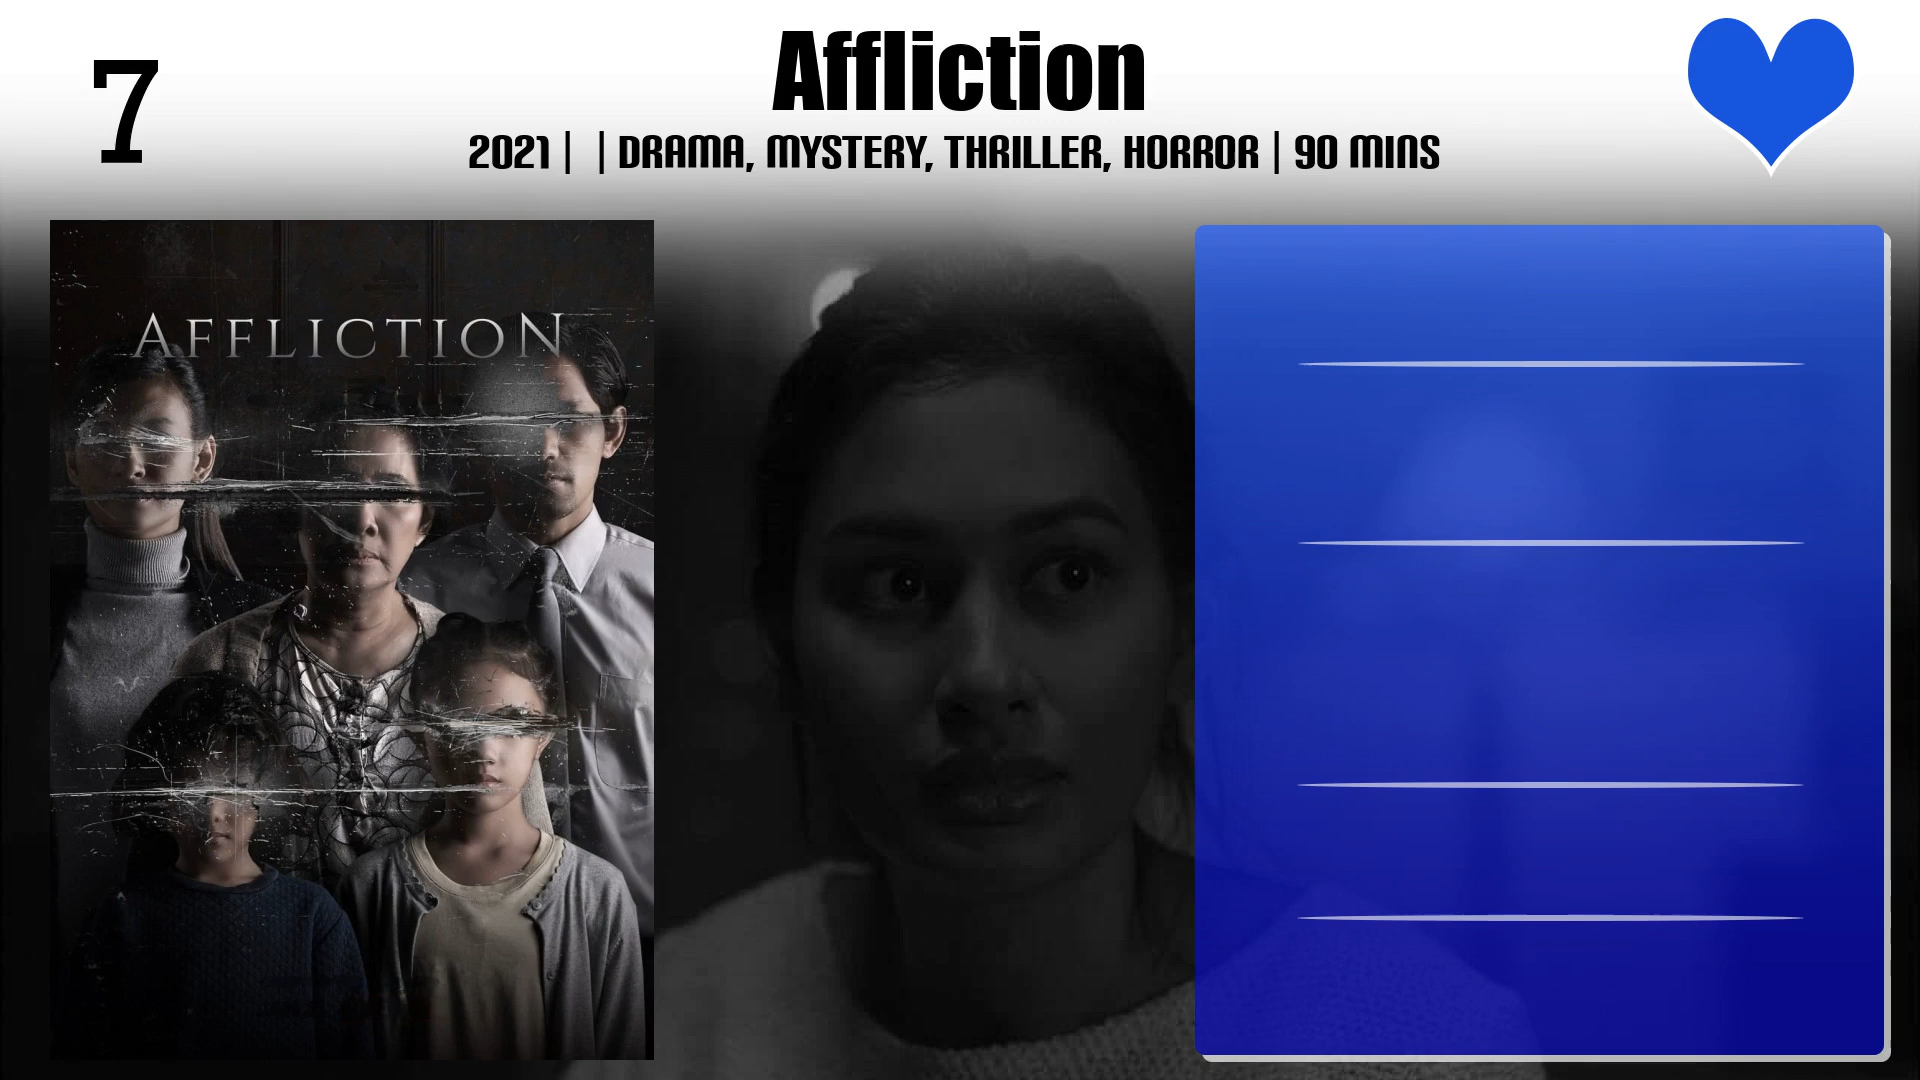 7
Affliction
2021 | | DRAMA, MYSTERY, THRILLER, HORROR | 90 MINS
AFFLICTION